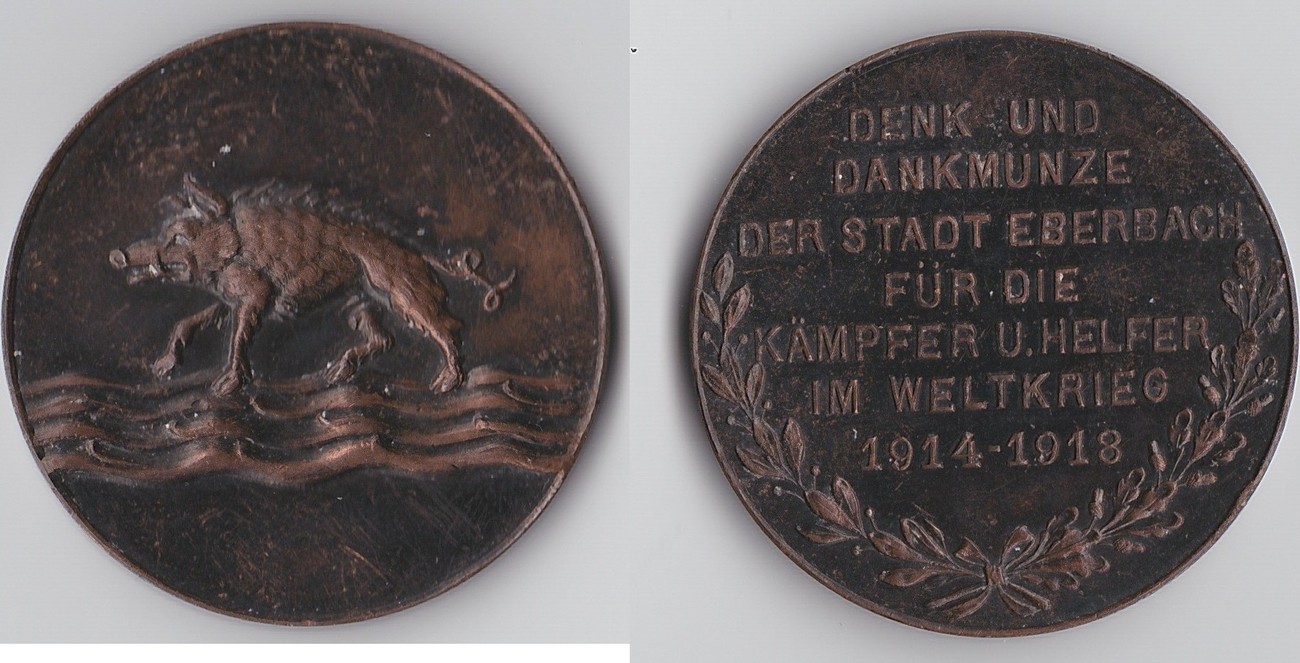 DENK UND
DANKMÜNZE
DER STADT EBERBACH
FÜR DIE
KÄMPFER U. HELFER
IM WELTKRIEG
1914-1918